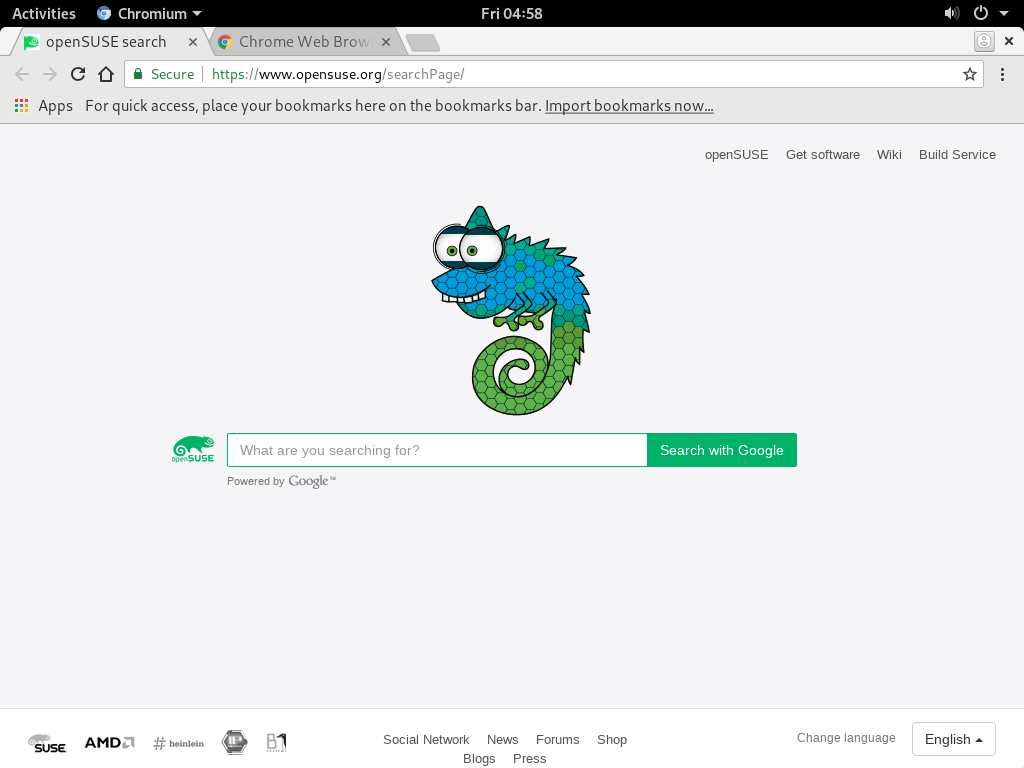 Activities Chromium Fri 04:58
openSUSE search Chrome Web Brow
Secure https://www.opensuse.org/searchPage/
Apps For quick access, place your bookmarks here on the bookmarks bar. Import bookmarks now...
openSUSE Get software Wiki Build Service
openSUSE What are you searching for? Search with Google
Powered by Google™
SUSE AMD # heinlein B1
Social Network News Forums Shop
Blogs Press
Change language English